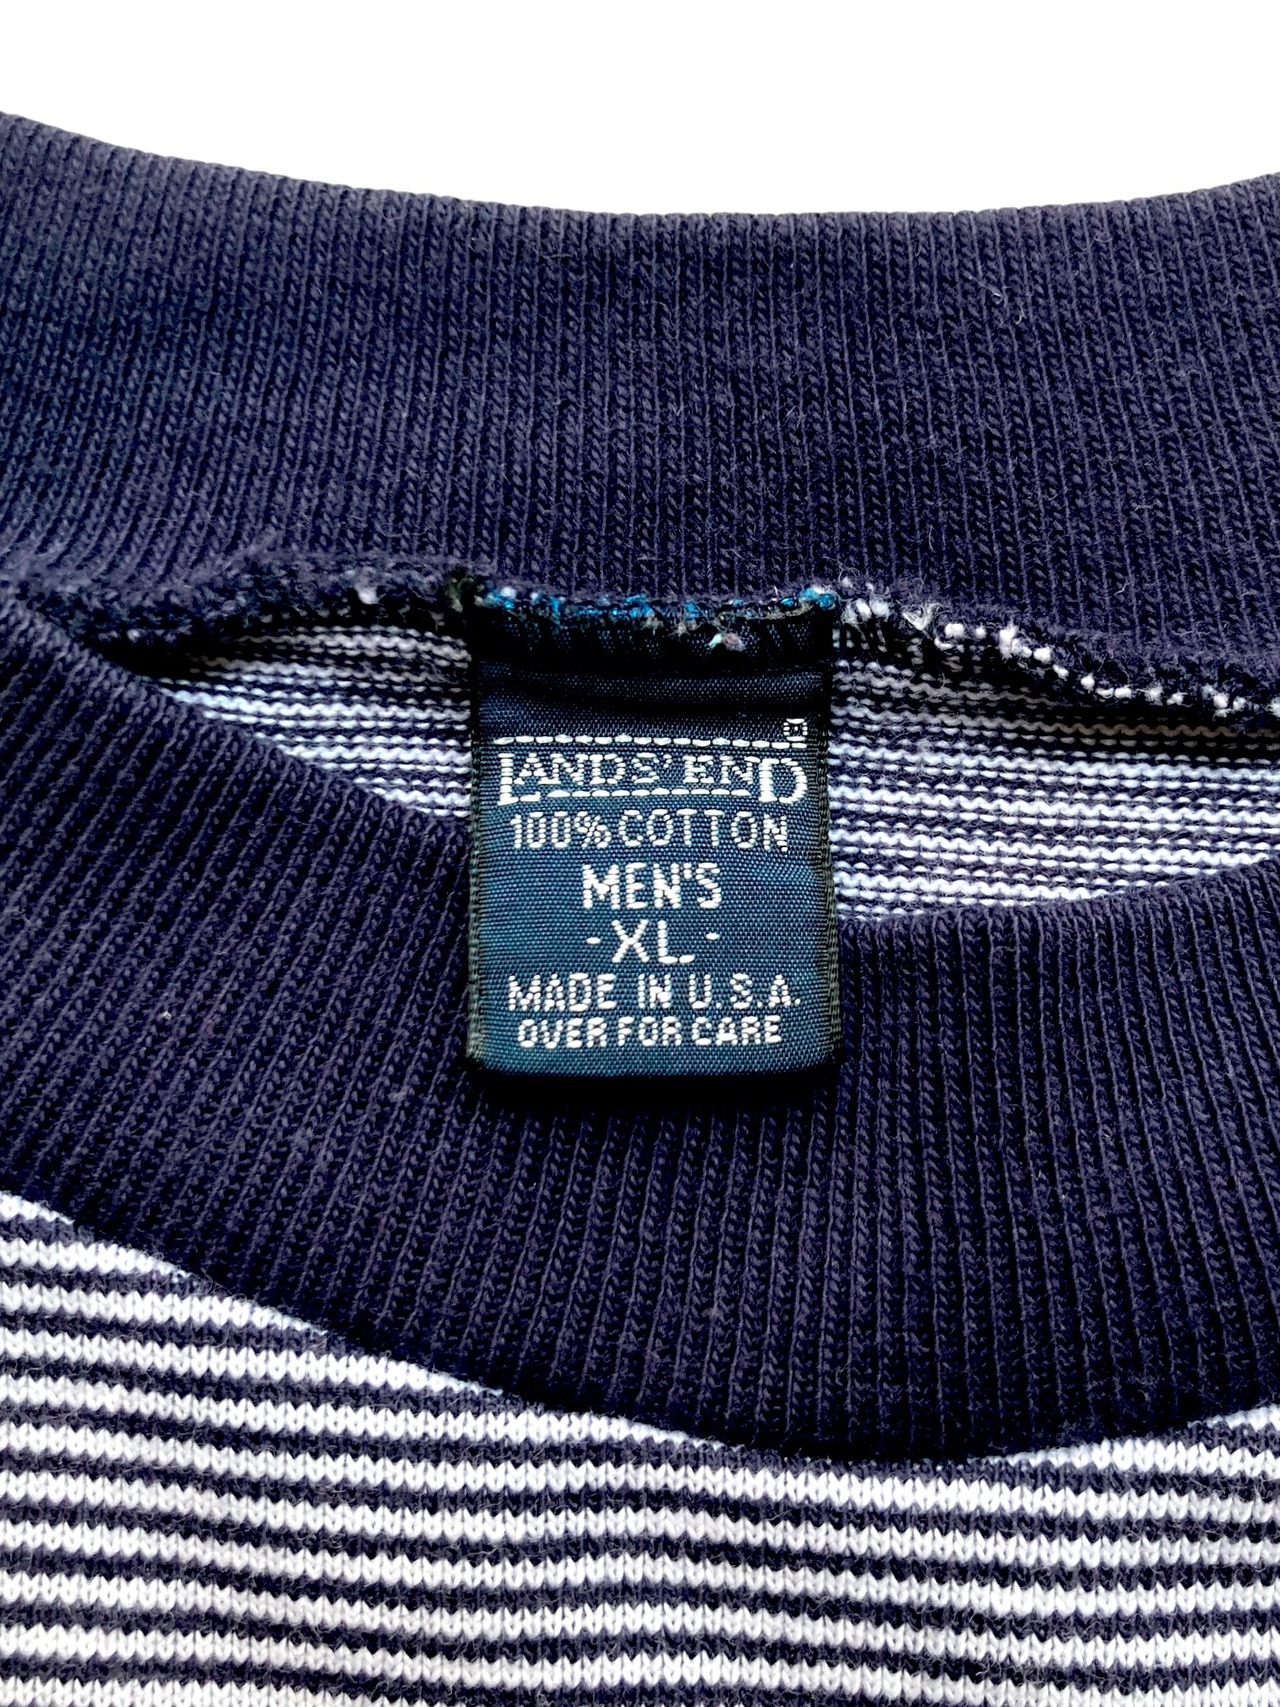 LANDS' END
100% COTTON
MEN'S
-XL-
MADE IN U.S.A.
OVER FOR CARE